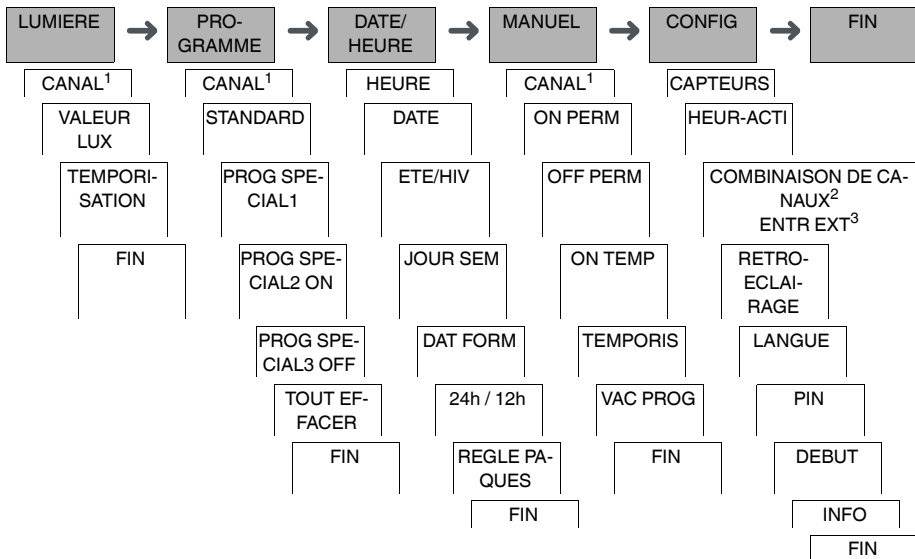 LUMIERE
PRO-
GRAMME
DATE/
HEURE
MANUEL
CONFIG
FIN
CANAL¹
VALEUR
LUX
TEMPORI-
SATION
FIN
CANAL¹
STANDARD
PROG SPE-
CIAL1
PROG SPE-
CIAL2 ON
PROG SPE-
CIAL3 OFF
TOUT EF-
FACER
FIN
HEURE
DATE
ETE/HIV
JOUR SEM
DAT FORM
24h / 12h
REGLE PA-
QUES
FIN
CANAL¹
ON PERM
OFF PERM
ON TEMP
TEMPORIS
VAC PROG
FIN
CAPTEURS
HEUR-ACTI
COMBINAISON DE CA-
NAUX²
ENTR EXT³
RETRO-
ECLAI-
RAGE
LANGUE
PIN
DEBUT
INFO
FIN